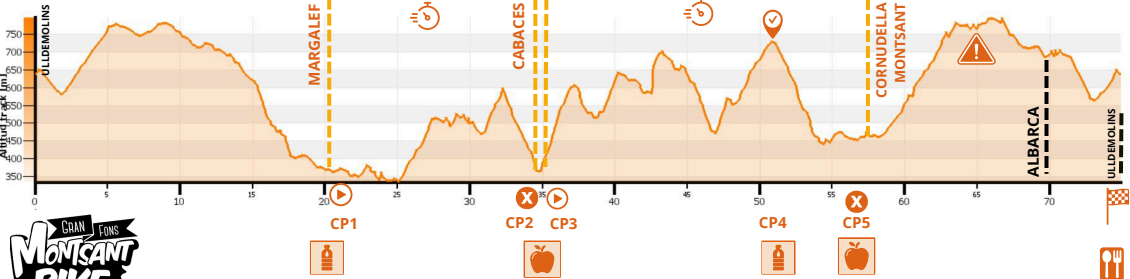 ULLDEMOLINS
MARGALEF
CABACES
CORNUDELLA
MONTSANT
ALBARCA
ULLDEMOLINS
Altitud track [m]
750
700
650
600
550
500
450
400
350
0 5 10 15 20 25 30 35 40 45 50 55 60 65 70
X X
CP1 CP2 CP3 CP4 CP5
GRAN FONS
MONTSANT
BIKE